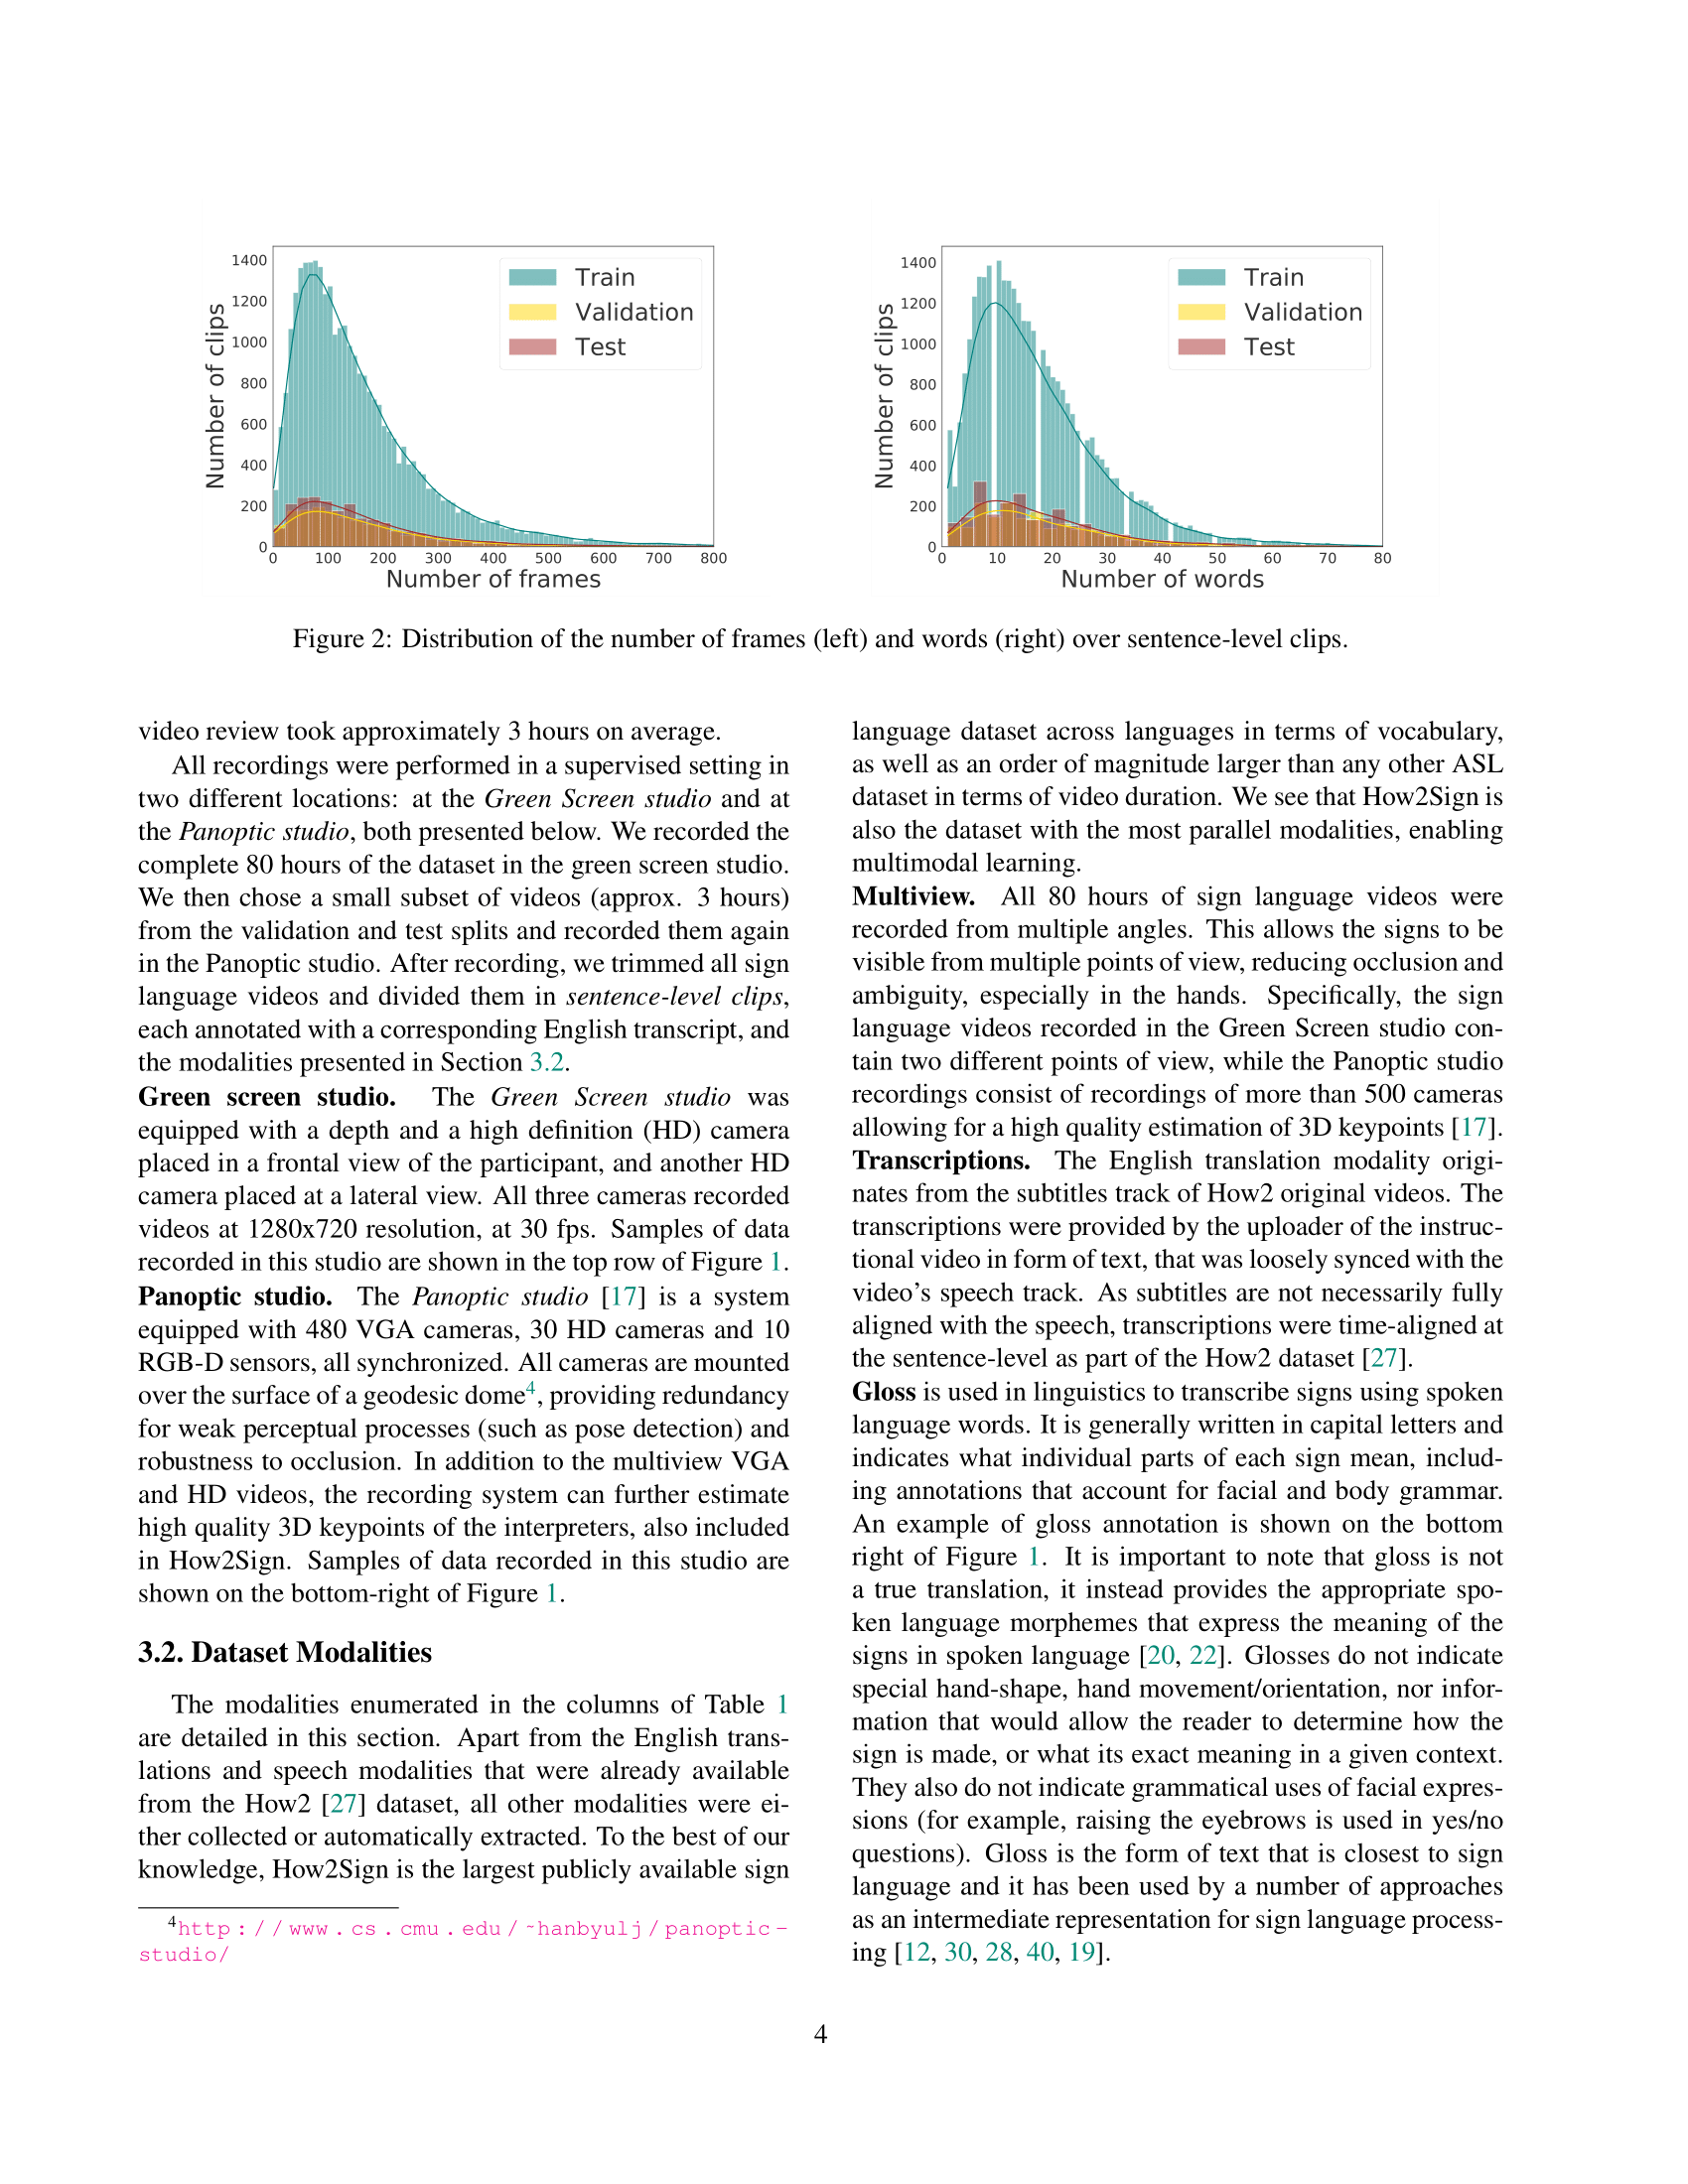 1400
1200
1000
800
600
400
200
0
Number of clips
Train
Validation
Test
0 100 200 300 400 500 600 700 800
Number of frames
1400
1200
1000
800
600
400
200
0
Number of clips
Train
Validation
Test
0 10 20 30 40 50 60 70 80
Number of words
Figure 2: Distribution of the number of frames (left) and words (right) over sentence-level clips.
video review took approximately 3 hours on average.
All recordings were performed in a supervised setting in
two different locations: at the Green Screen studio and at
the Panoptic studio, both presented below. We recorded the
complete 80 hours of the dataset in the green screen studio.
We then chose a small subset of videos (approx. 3 hours)
from the validation and test splits and recorded them again
in the Panoptic studio. After recording, we trimmed all sign
language videos and divided them in sentence-level clips,
each annotated with a corresponding English transcript, and
the modalities presented in Section 3.2.
Green screen studio. The Green Screen studio was
equipped with a depth and a high definition (HD) camera
placed in a frontal view of the participant, and another HD
camera placed at a lateral view. All three cameras recorded
videos at 1280x720 resolution, at 30 fps. Samples of data
recorded in this studio are shown in the top row of Figure 1.
Panoptic studio. The Panoptic studio [17] is a system
equipped with 480 VGA cameras, 30 HD cameras and 10
RGB-D sensors, all synchronized. All cameras are mounted
over the surface of a geodesic dome4, providing redundancy
for weak perceptual processes (such as pose detection) and
robustness to occlusion. In addition to the multiview VGA
and HD videos, the recording system can further estimate
high quality 3D keypoints of the interpreters, also included
in How2Sign. Samples of data recorded in this studio are
shown on the bottom-right of Figure 1.
3.2. Dataset Modalities
The modalities enumerated in the columns of Table 1
are detailed in this section. Apart from the English trans-
lations and speech modalities that were already available
from the How2 [27] dataset, all other modalities were ei-
ther collected or automatically extracted. To the best of our
knowledge, How2Sign is the largest publicly available sign
4http://www.cs.cmu.edu/~hanbyulj/panoptic-
studio/
language dataset across languages in terms of vocabulary,
as well as an order of magnitude larger than any other ASL
dataset in terms of video duration. We see that How2Sign is
also the dataset with the most parallel modalities, enabling
multimodal learning.
Multiview. All 80 hours of sign language videos were
recorded from multiple angles. This allows the signs to be
visible from multiple points of view, reducing occlusion and
ambiguity, especially in the hands. Specifically, the sign
language videos recorded in the Green Screen studio con-
tain two different points of view, while the Panoptic studio
recordings consist of recordings of more than 500 cameras
allowing for a high quality estimation of 3D keypoints [17].
Transcriptions. The English translation modality origi-
nates from the subtitles track of How2 original videos. The
transcriptions were provided by the uploader of the instruc-
tional video in form of text, that was loosely synced with the
video's speech track. As subtitles are not necessarily fully
aligned with the speech, transcriptions were time-aligned at
the sentence-level as part of the How2 dataset [27].
Gloss is used in linguistics to transcribe signs using spoken
language words. It is generally written in capital letters and
indicates what individual parts of each sign mean, includ-
ing annotations that account for facial and body grammar.
An example of gloss annotation is shown on the bottom
right of Figure 1. It is important to note that gloss is not
a true translation, it instead provides the appropriate spo-
ken language morphemes that express the meaning of the
signs in spoken language [20, 22]. Glosses do not indicate
special hand-shape, hand movement/orientation, nor infor-
mation that would allow the reader to determine how the
sign is made, or what its exact meaning in a given context.
They also do not indicate grammatical uses of facial expres-
sions (for example, raising the eyebrows is used in yes/no
questions). Gloss is the form of text that is closest to sign
language and it has been used by a number of approaches
as an intermediate representation for sign language process-
ing [12, 30, 28, 40, 19].
4